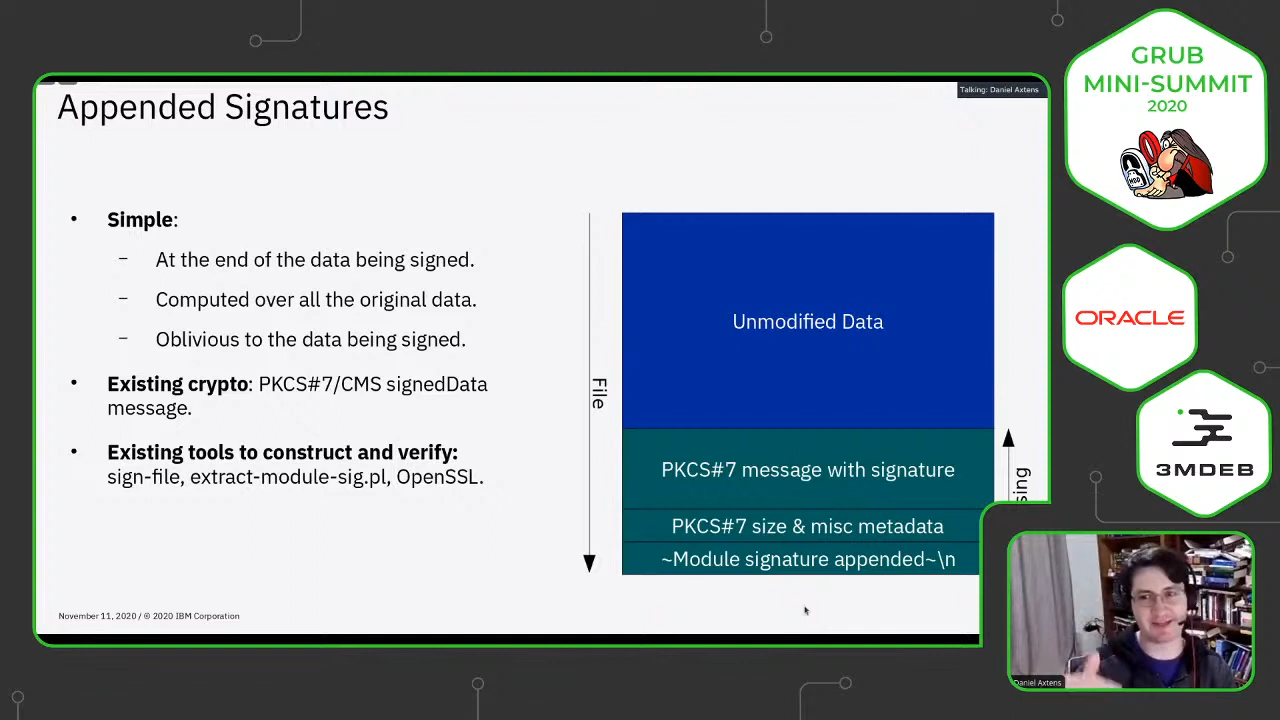 Appended Signatures
Talking: Daniel Axtens
GRUB
MINI-SUMMIT
2020
• Simple:
– At the end of the data being signed.
– Computed over all the original data.
– Oblivious to the data being signed.
• Existing crypto: PKCS#7/CMS signedData
message.
• Existing tools to construct and verify:
sign-file, extract-module-sig.pl, OpenSSL.
File
Unmodified Data
PKCS#7 message with signature
PKCS#7 size & misc metadata
~Module signature appended~\n
November 11, 2020 / © 2020 IBM Corporation
ORACLE
3MDEB
Daniel Axtens